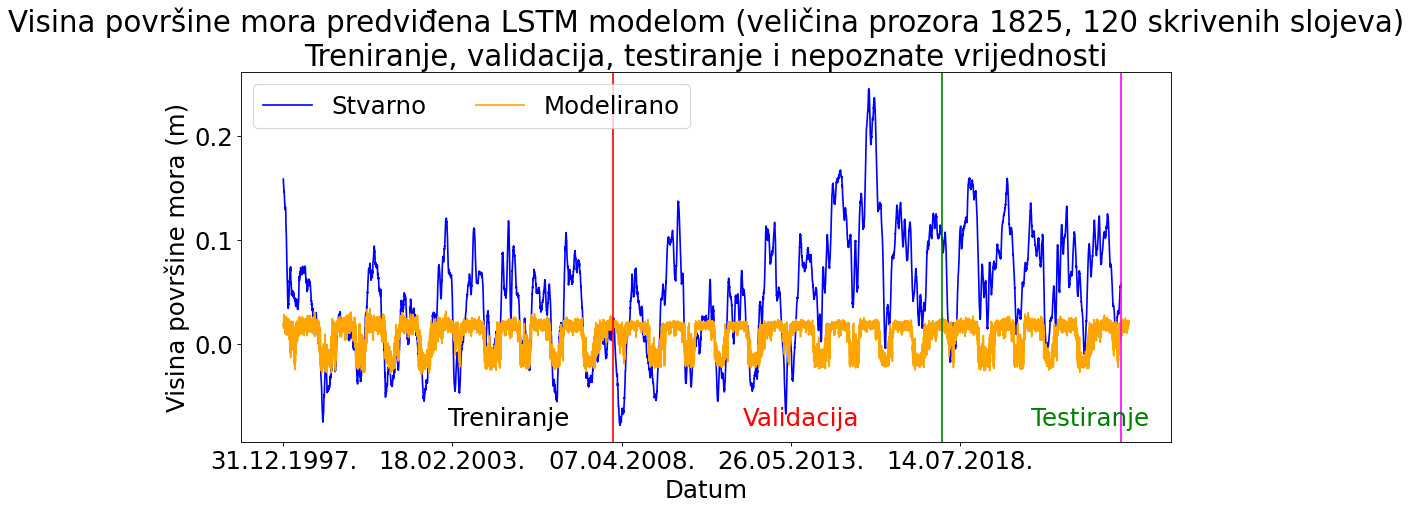 Visina površine mora predviđena LSTM modelom (veličina prozora 1825, 120 skrivenih slojeva)
Treniranje, validacija, testiranje i nepoznate vrijednosti
Stvarno
Modelirano
Visina površine mora (m)
0.2
0.1
0.0
Treniranje
Validacija
Testiranje
31.12.1997.
18.02.2003.
07.04.2008.
26.05.2013.
14.07.2018.
Datum